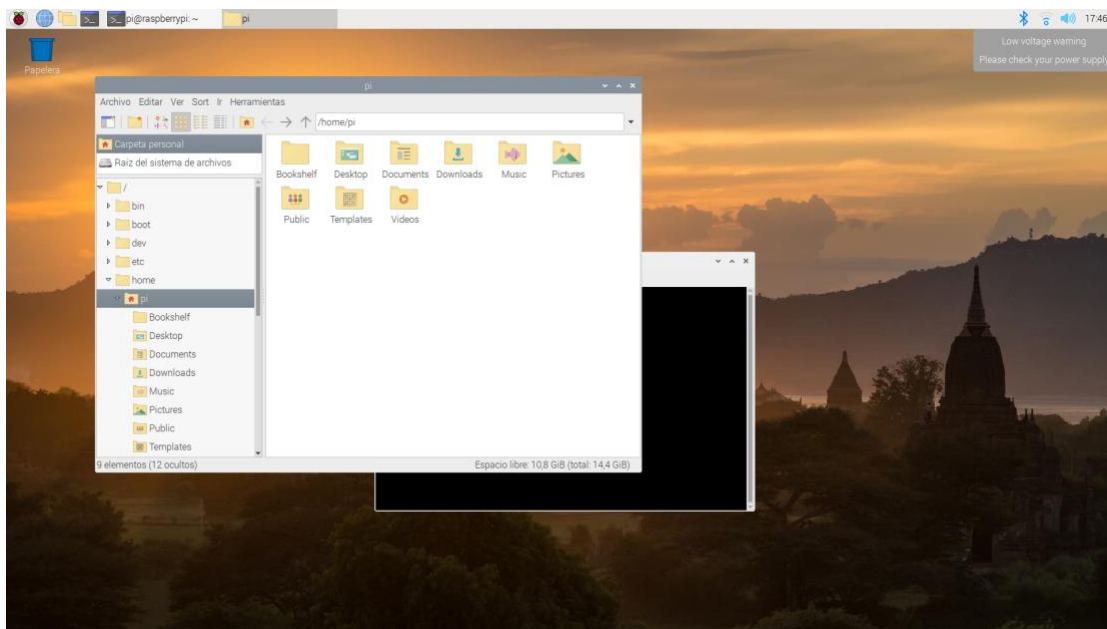 pi@raspberrypi: ~ pi 17:46
Low voltage warning
Please check your power supply
Papelera
pi
Archivo Editar Ver Sort Ir Herramientas
/home/pi
Carpeta personal
Raíz del sistema de archivos
/
bin
boot
dev
etc
home
pi
Bookshelf
Desktop
Documents
Downloads
Music
Pictures
Public
Templates
Bookshelf Desktop Documents Downloads Music Pictures
Public Templates Videos
9 elementos (12 ocultos) Espacio libre: 10,8 GiB (total: 14,4 GiB)